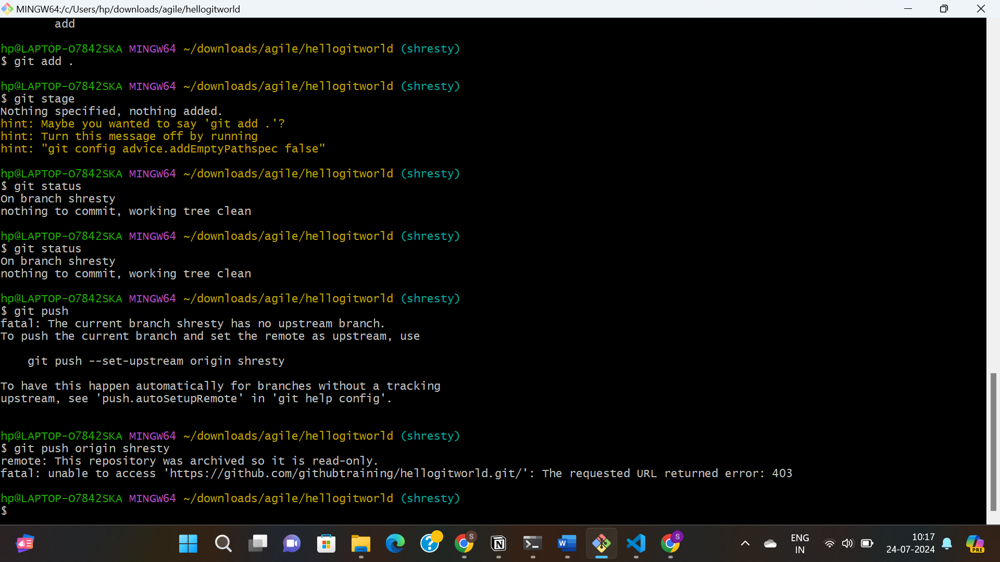 MINGW64:/c/Users/hp/downloads/agile/hellogitworld
add
hp@LAPTOP-O7842SKA MINGW64 ~/downloads/agile/hellogitworld (shresty)
$ git add .
hp@LAPTOP-O7842SKA MINGW64 ~/downloads/agile/hellogitworld (shresty)
$ git stage
Nothing specified, nothing added.
hint: Maybe you wanted to say 'git add .'?
hint: Turn this message off by running
hint: "git config advice.addEmptyPathspec false"
hp@LAPTOP-O7842SKA MINGW64 ~/downloads/agile/hellogitworld (shresty)
$ git status
On branch shresty
nothing to commit, working tree clean
hp@LAPTOP-O7842SKA MINGW64 ~/downloads/agile/hellogitworld (shresty)
$ git status
On branch shresty
nothing to commit, working tree clean
hp@LAPTOP-O7842SKA MINGW64 ~/downloads/agile/hellogitworld (shresty)
$ git push
fatal: The current branch shresty has no upstream branch.
To push the current branch and set the remote as upstream, use
git push --set-upstream origin shresty
To have this happen automatically for branches without a tracking
upstream, see 'push.autoSetupRemote' in 'git help config'.
hp@LAPTOP-O7842SKA MINGW64 ~/downloads/agile/hellogitworld (shresty)
$ git push origin shresty
remote: This repository was archived so it is read-only.
fatal: unable to access 'https://github.com/githubtraining/hellogitworld.git/': The requested URL returned error: 403
hp@LAPTOP-O7842SKA MINGW64 ~/downloads/agile/hellogitworld (shresty)
$
ENG
IN
10:17
24-07-2024
PRE